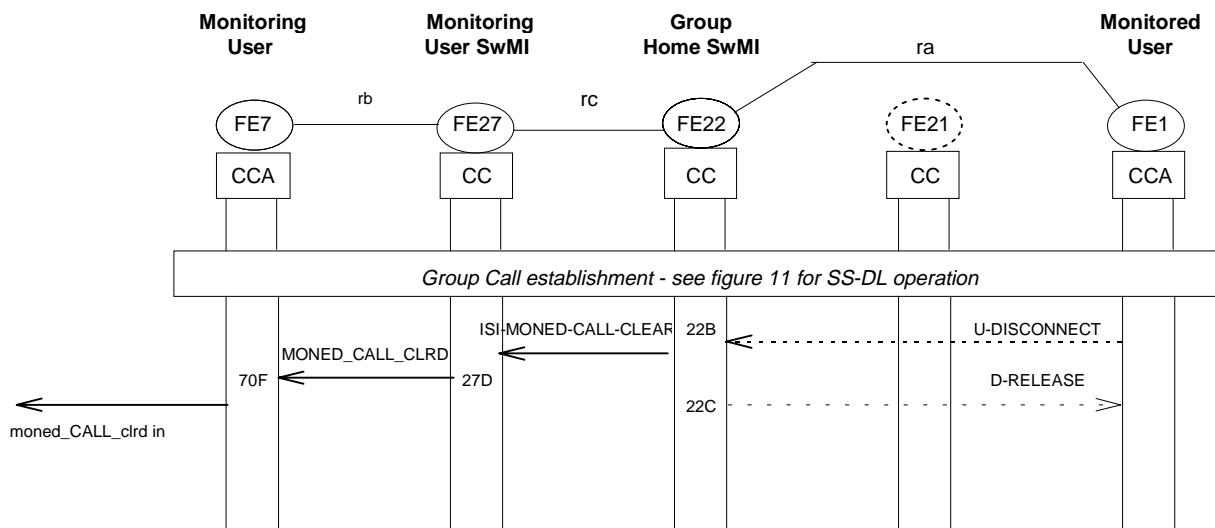 Monitoring
User
Monitoring
User SwMI
Group
Home SwMI
Monitored
User
ra
rb
rc
FE7
FE27
FE22
FE21
FE1
CCA
CC
CC
CC
CCA
Group Call establishment - see figure 11 for SS-DL operation
ISI-MONED-CALL-CLEAR
22B
U-DISCONNECT
MONED_CALL_CLRD
70F
27D
D-RELEASE
22C
moned_CALL_clrd in